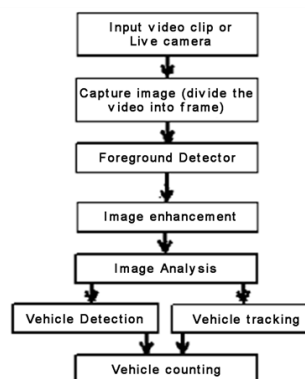 Input video clip or
Live camera
Capture image (divide the
video into frame)
Foreground Detector
Image enhancement
Image Analysis
Vehicle Detection
Vehicle tracking
Vehicle counting